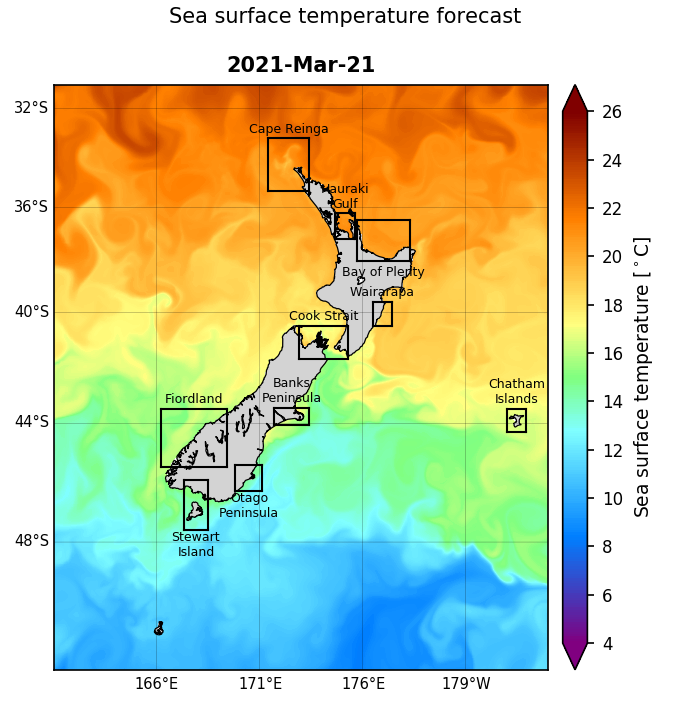 Sea surface temperature forecast
2021-Mar-21
32°S
36°S
40°S
44°S
48°S
166°E
171°E
176°E
179°W
Cape Reinga
Hauraki
Gulf
Bay of Plenty
Wairarapa
Cook Strait
Banks
Peninsula
Fiordland
Chatham
Islands
Otago
Peninsula
Stewart
Island
26
24
22
20
18
16
14
12
10
8
6
4
Sea surface temperature [°C]